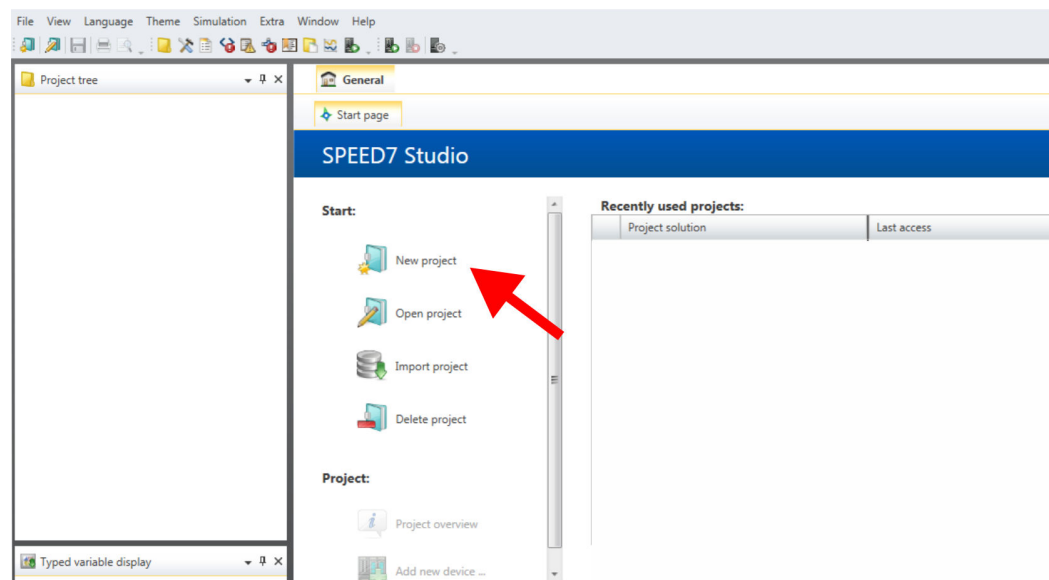 File View Language Theme Simulation Extra Window Help
Project tree
General
Start page
SPEED7 Studio
Start:
New project
Open project
Import project
Delete project
Project:
Project overview
Add new device ...
Recently used projects:
Project solution Last access
Typed variable display